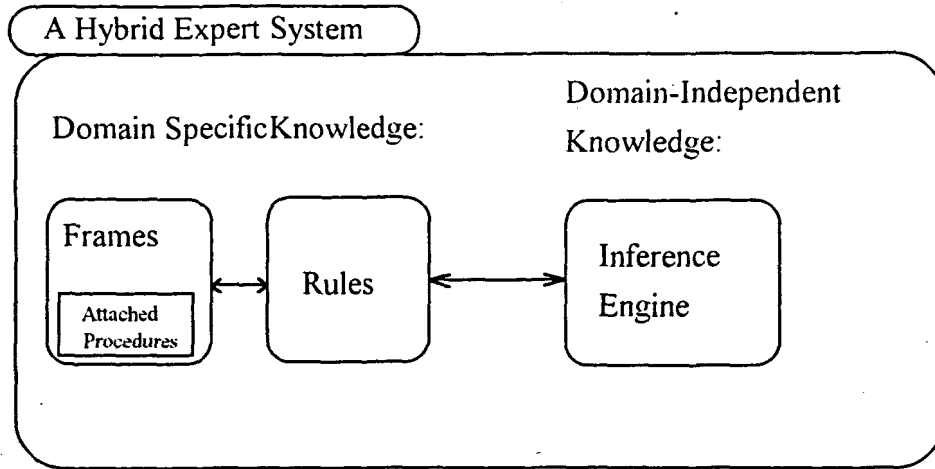 A Hybrid Expert System
Domain SpecificKnowledge:
Domain-Independent
Knowledge:
Frames
Attached
Procedures
Rules
Inference
Engine